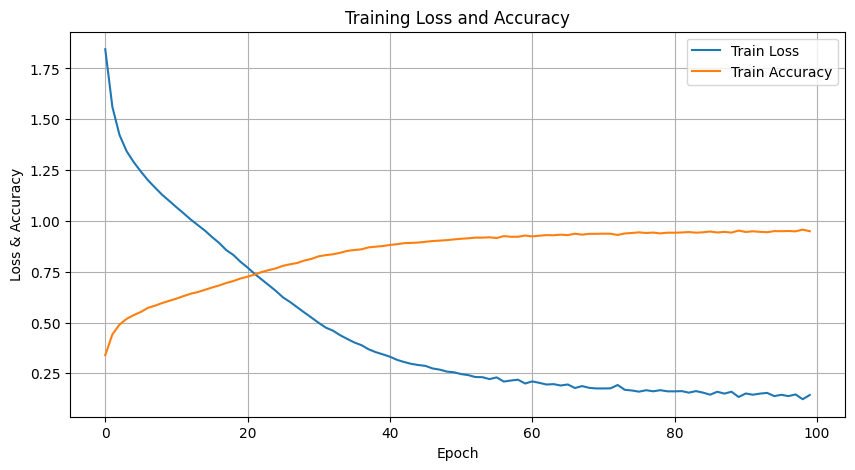 Training Loss and Accuracy
Train Loss
Train Accuracy
Loss & Accuracy
1.75
1.50
1.25
1.00
0.75
0.50
0.25
0
20
40
60
80
100
Epoch